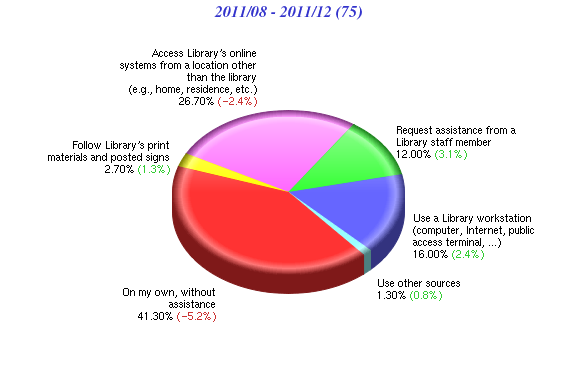 2011/08 - 2011/12 (75)
Access Library's online
systems from a location other
than the library
(e.g., home, residence, etc.)
26.70% (−2.4%)
Request assistance from a
Library staff member
12.00% (3.1%)
Follow Library's print
materials and posted signs
2.70% (1.3%)
Use a Library workstation
(computer, Internet, public
access terminal, ...)
16.00% (2.4%)
Use other sources
1.30% (0.8%)
On my own, without
assistance
41.30% (−5.2%)